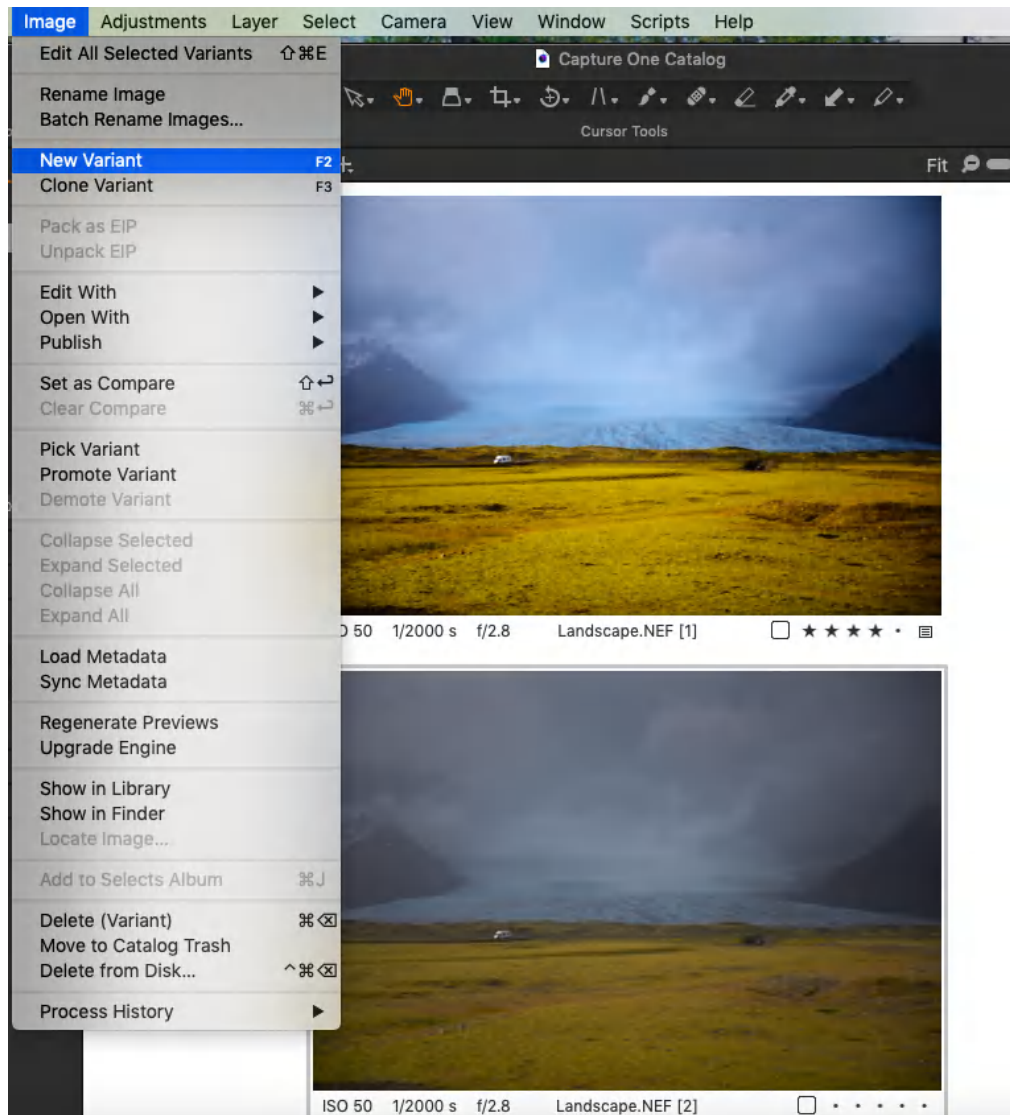 Image Adjustments Layer Select Camera View Window Scripts Help
Edit All Selected Variants ⇧⌘E
Capture One Catalog
Rename Image
Batch Rename Images...
Cursor Tools
New Variant F2
Fit
Clone Variant F3
Pack as EIP
Unpack EIP
Edit With ▶
Open With ▶
Publish ▶
Set as Compare ⇧↩
Clear Compare ⌘↩
Pick Variant
Promote Variant
Demote Variant
Collapse Selected
Expand Selected
Collapse All
Expand All
O 50 1/2000 s f/2.8 Landscape.NEF [1] ★★★★ •
Load Metadata
Sync Metadata
Regenerate Previews
Upgrade Engine
Show in Library
Show in Finder
Locate Image...
Add to Selects Album ⌘J
Delete (Variant) ⌘⌫
Move to Catalog Trash
Delete from Disk... ^⌘⌫
Process History ▶
ISO 50 1/2000 s f/2.8 Landscape.NEF [2] • • • • •